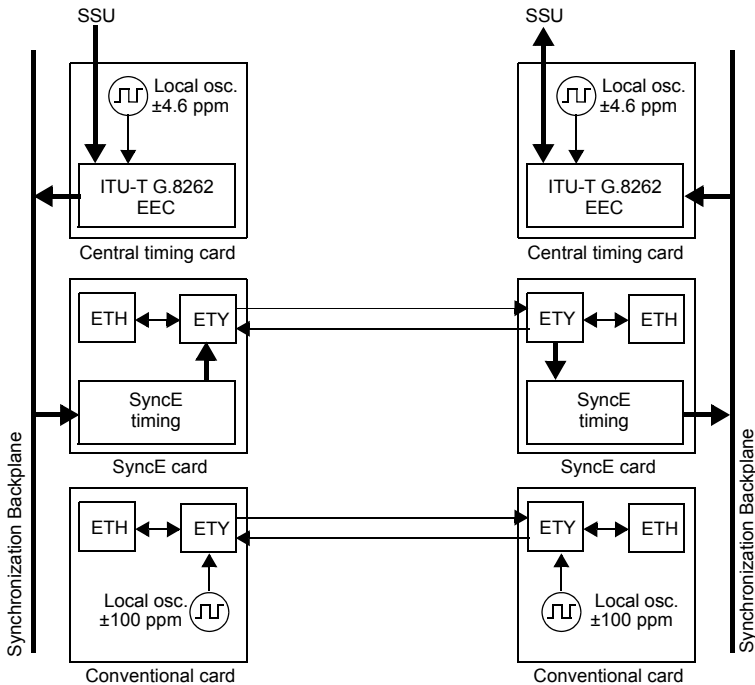 SSU
SSU
Local osc.
±4.6 ppm
Local osc.
±4.6 ppm
ITU-T G.8262
EEC
ITU-T G.8262
EEC
Central timing card
Central timing card
ETH
ETY
ETY
ETH
SyncE
timing
SyncE
timing
SyncE card
SyncE card
Synchronization Backplane
Synchronization Backplane
ETH
ETY
ETY
ETH
Local osc.
±100 ppm
Local osc.
±100 ppm
Conventional card
Conventional card